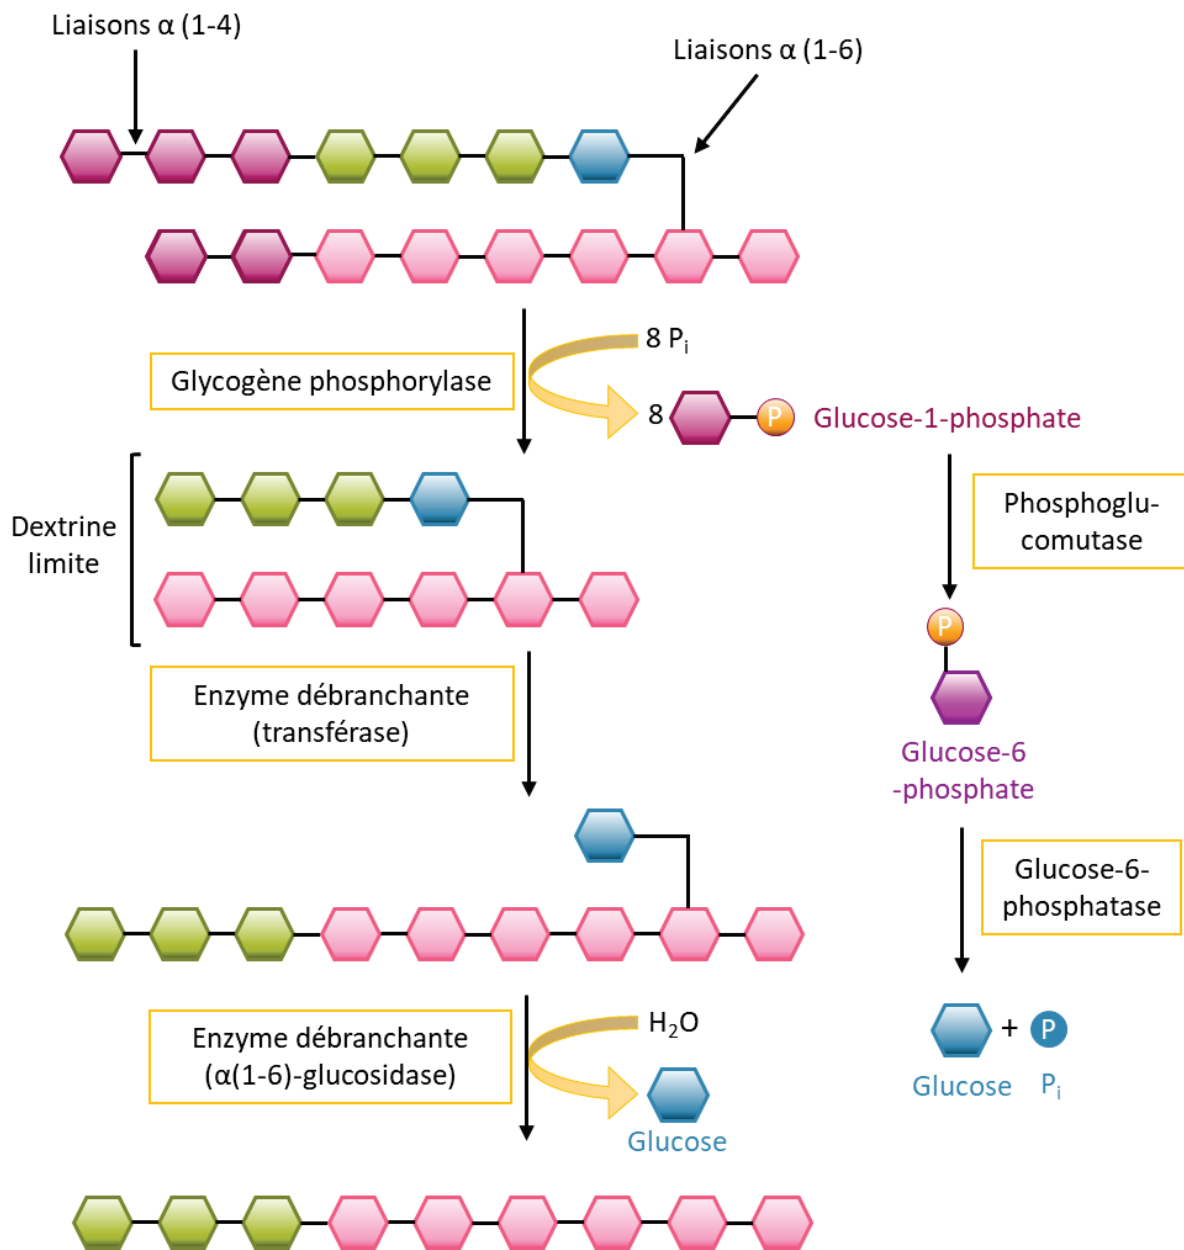 Liaisons α (1-4)
Liaisons α (1-6)
8 Pi
Glycogène phosphorylase
8
P
Glucose-1-phosphate
Dextrine
limite
Phosphoglu-
comutase
P
Enzyme débranchante
(transférase)
Glucose-6
-phosphate
Glucose-6-
phosphatase
H2O
Enzyme débranchante
(α(1-6)-glucosidase)
Glucose
+
P
Glucose
Pi